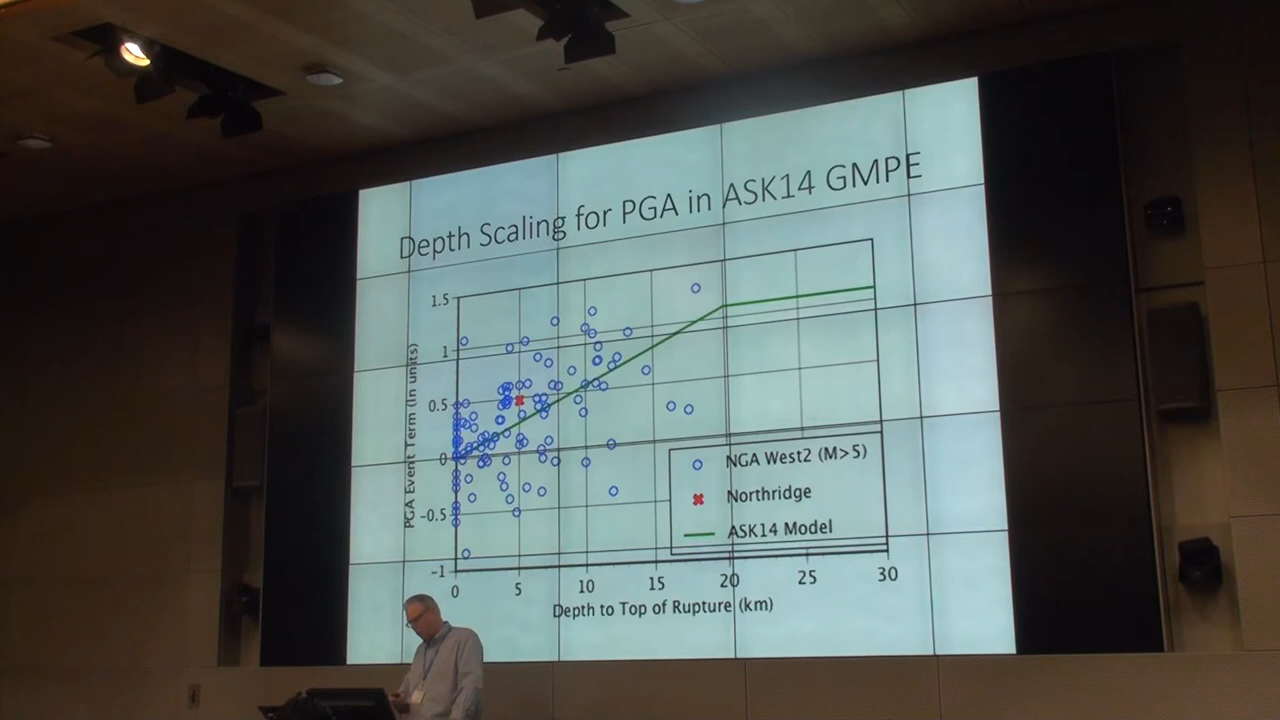 Depth Scaling for PGA in ASK14 GMPE
PGA Event Term (ln units)
1.5
1
0.5
0
−0.5
−1
0
5
10
15
20
25
30
Depth to Top of Rupture (km)
NGA West2 (M>5)
Northridge
ASK14 Model